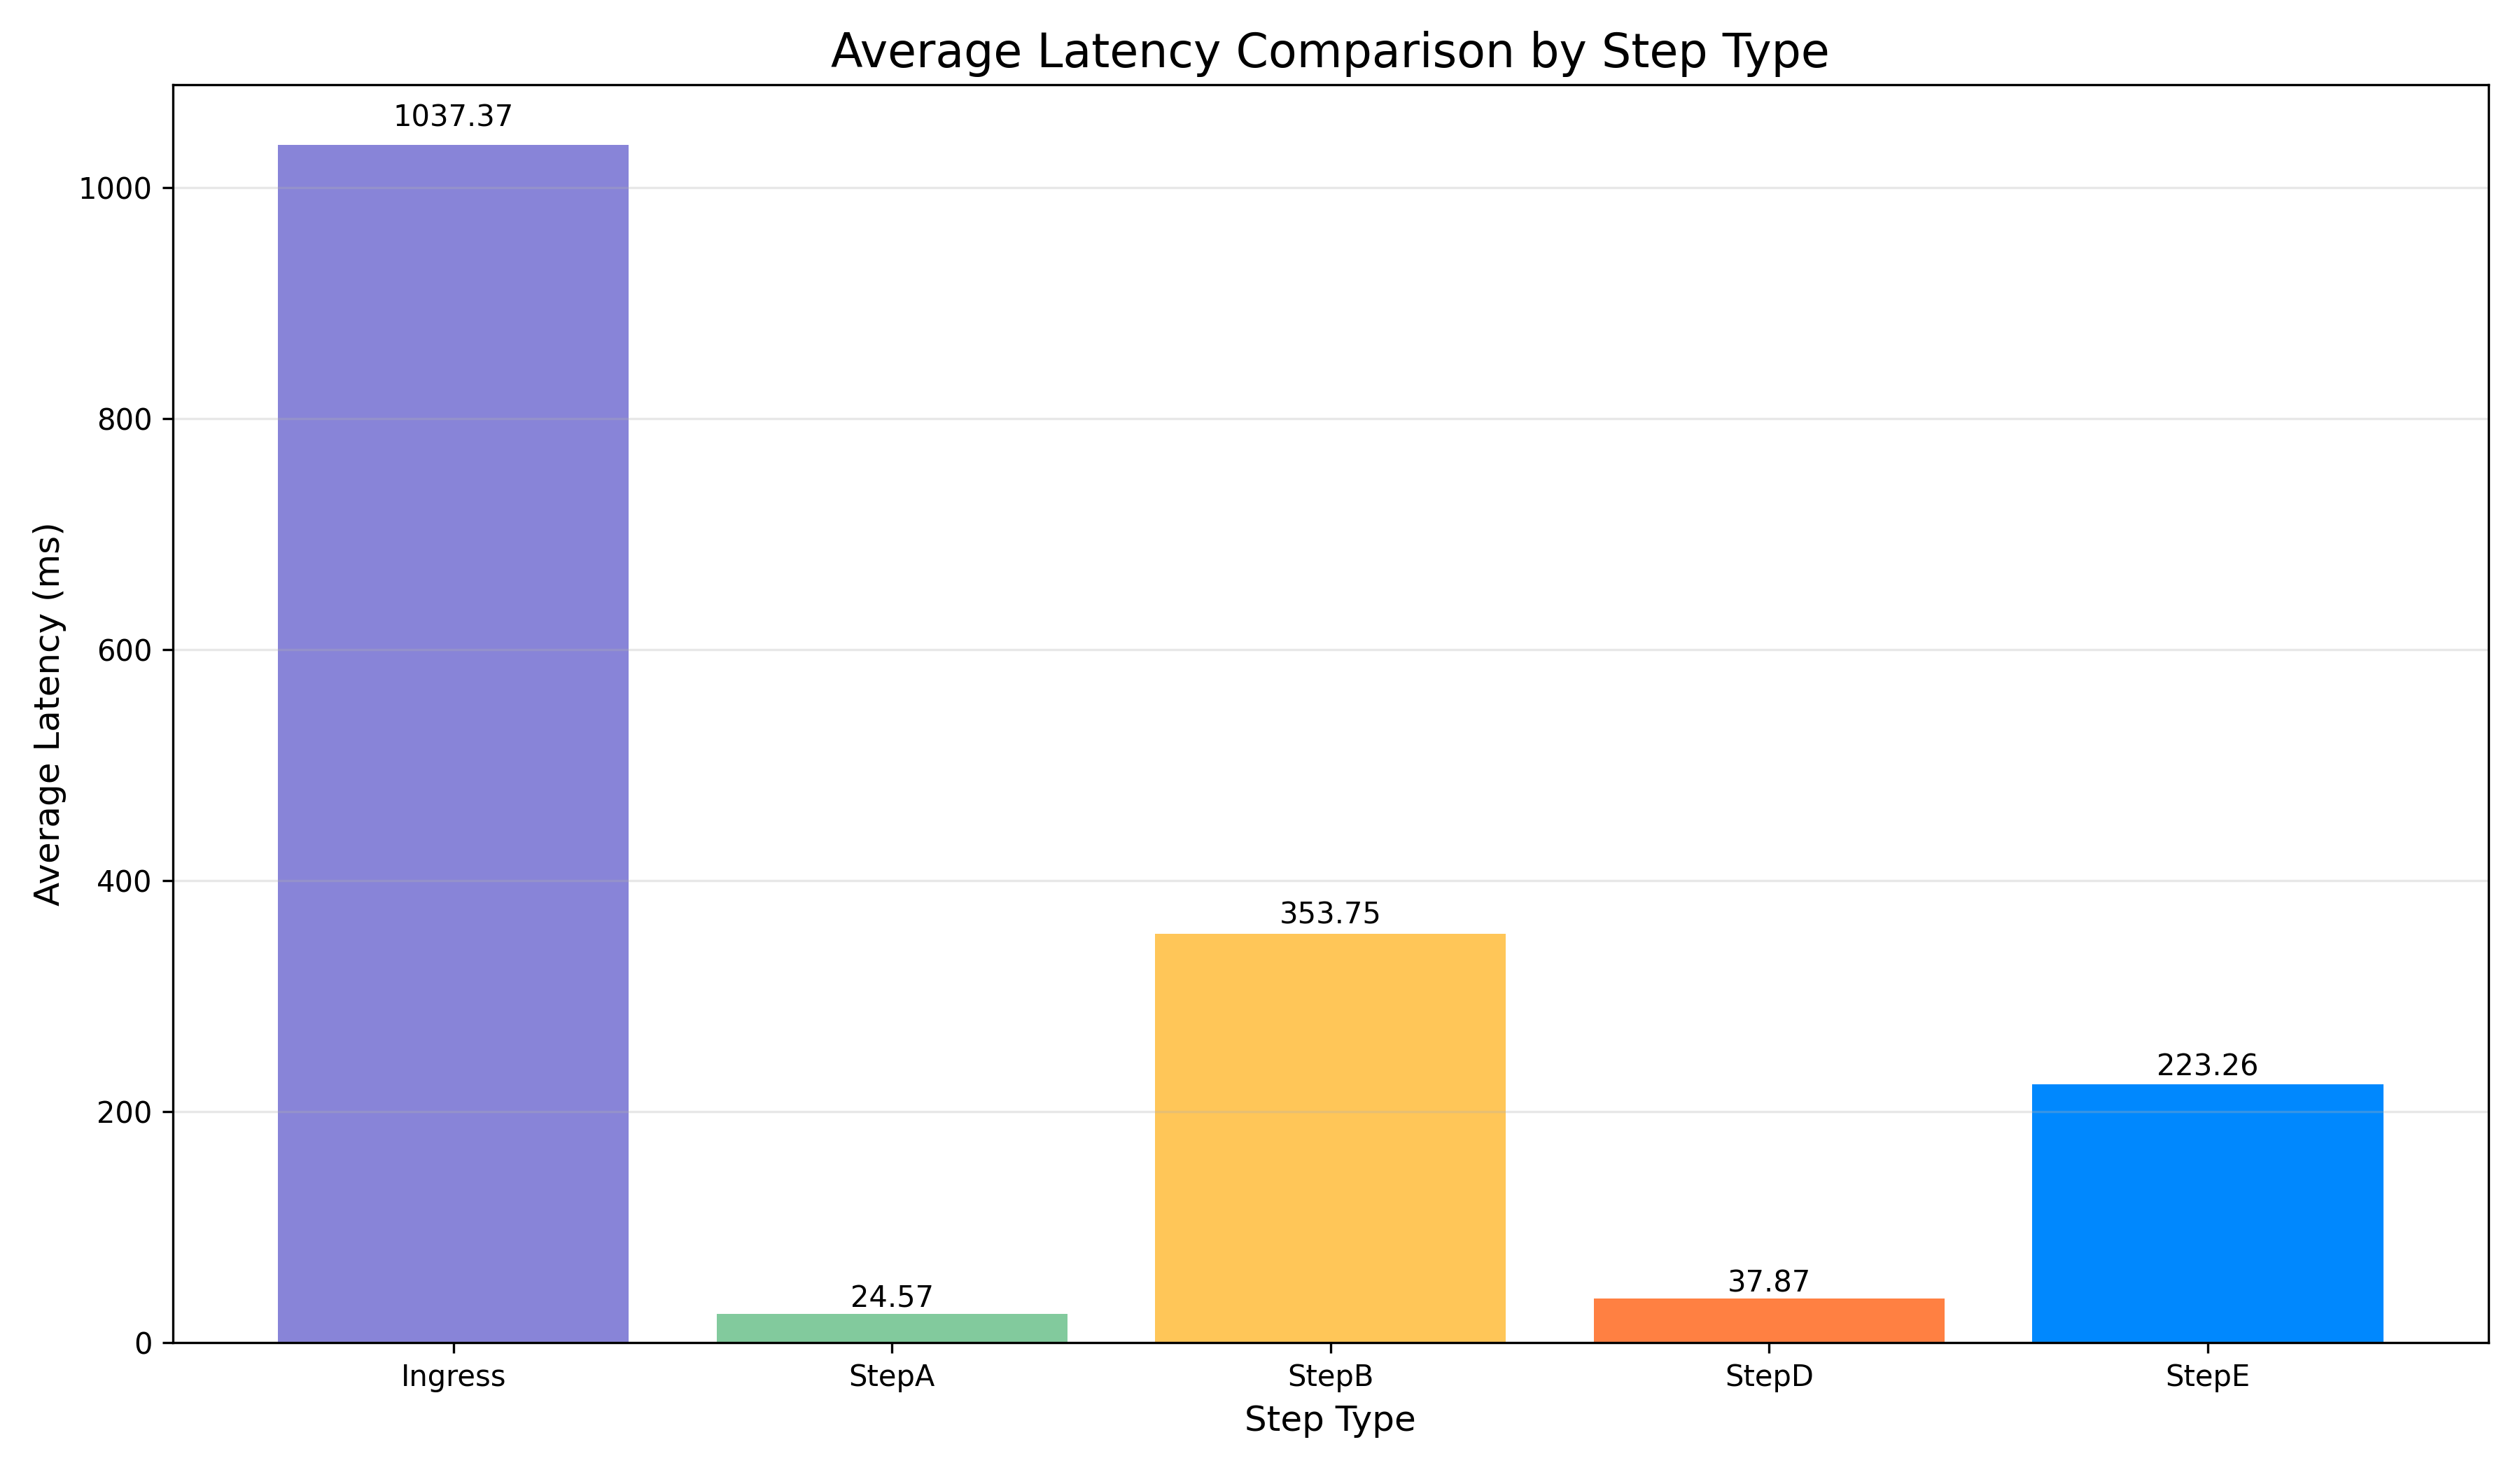 Average Latency Comparison by Step Type
Average Latency (ms)
1000
800
600
400
200
0
1037.37
24.57
353.75
37.87
223.26
Ingress
StepA
StepB
StepD
StepE
Step Type